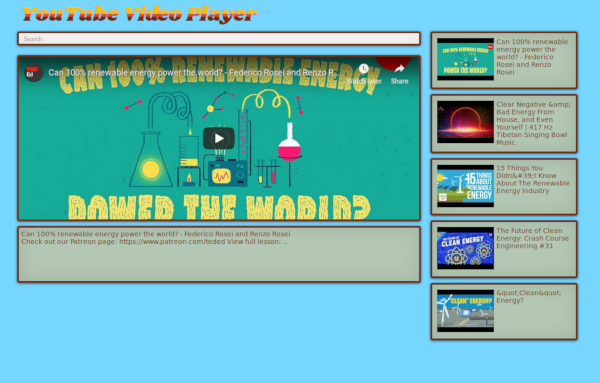 YouTube Video Player
Search
Can 100% renewable energy power the world? - Federico Rosei and Renzo R...
Watch later
Share
TED
Ed
CAN 100% RENEWABLE ENERGY
POWER THE WORLD?
Can 100% renewable energy power the world? - Federico Rosei and Renzo Rosei
Check out our Patreon page: https://www.patreon.com/teded View full lesson: ...
CAN 100% RENEWABLE ENERGY
POWER THE WORLD?
Can 100% renewable
energy power the
world? - Federico
Rosei and Renzo
Rosei
Clear Negative &amp;
Bad Energy From
House, and Even
Yourself | 417 Hz
Tibetan Singing Bowl
Music
15 THINGS
ABOUT
RENEWABLE
ENERGY
15 Things You
Didn&#39;t Know
About The Renewable
Energy Industry
CLEAN ENERGY
The Future of Clean
Energy: Crash Course
Engineering #31
"CLEAN" ENERGY?
&quot;Clean&quot;
Energy?